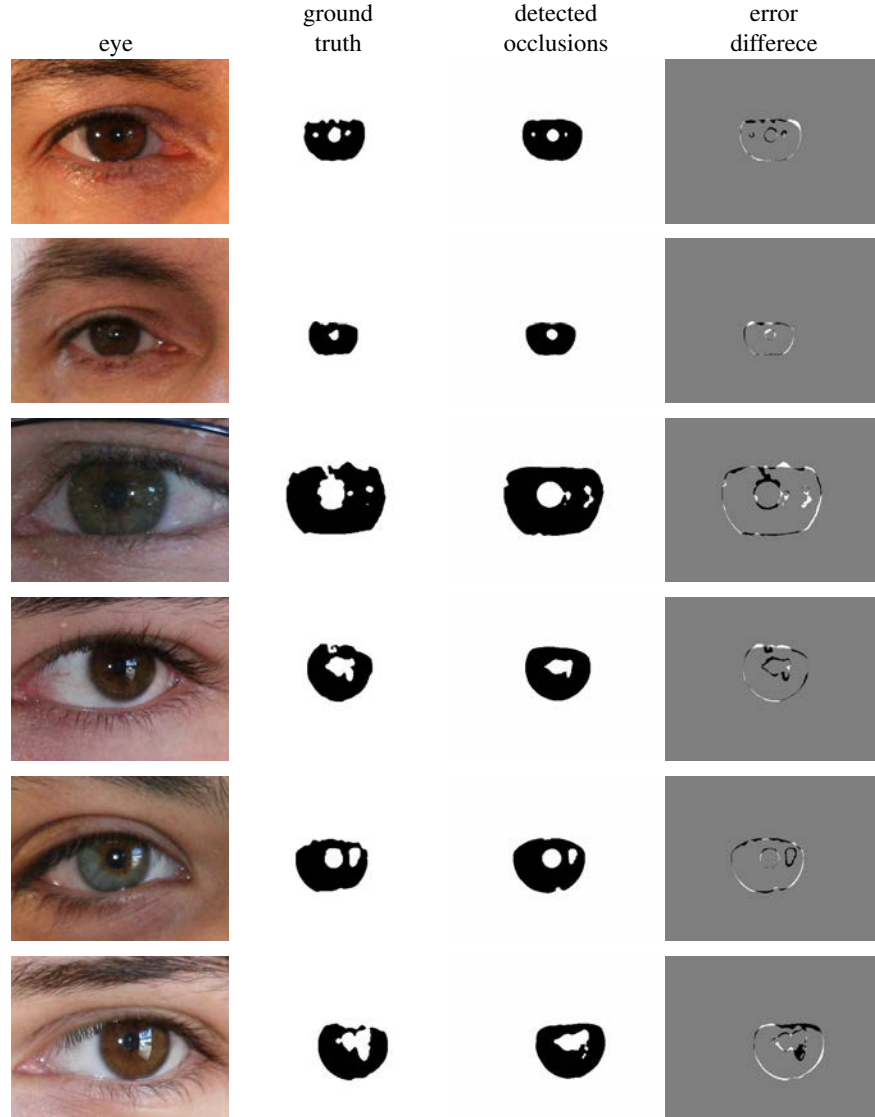 eye
ground
truth
detected
occlusions
error
differece